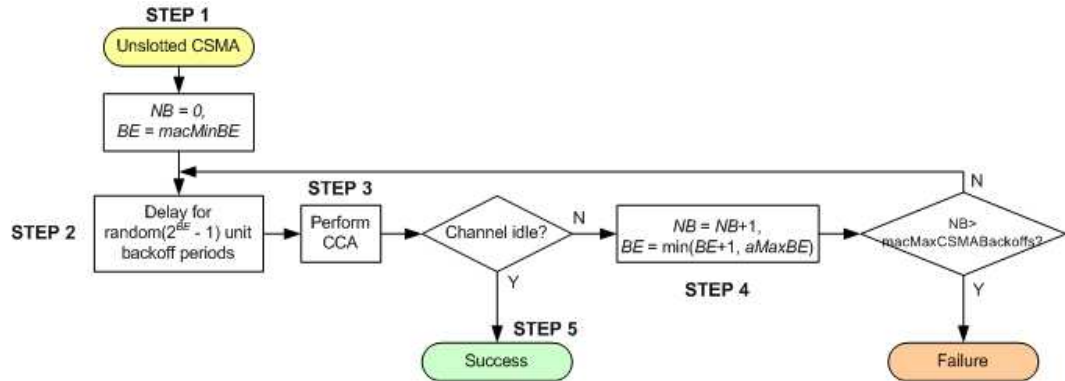 STEP 1
Unslotted CSMA
NB = 0,
BE = macMinBE
STEP 2
Delay for
random(2^BE - 1) unit
backoff periods
STEP 3
Perform
CCA
Channel idle?
N
Y
NB = NB+1,
BE = min(BE+1, aMaxBE)
STEP 4
NB>
macMaxCSMABackoffs?
N
Y
STEP 5
Success
Failure